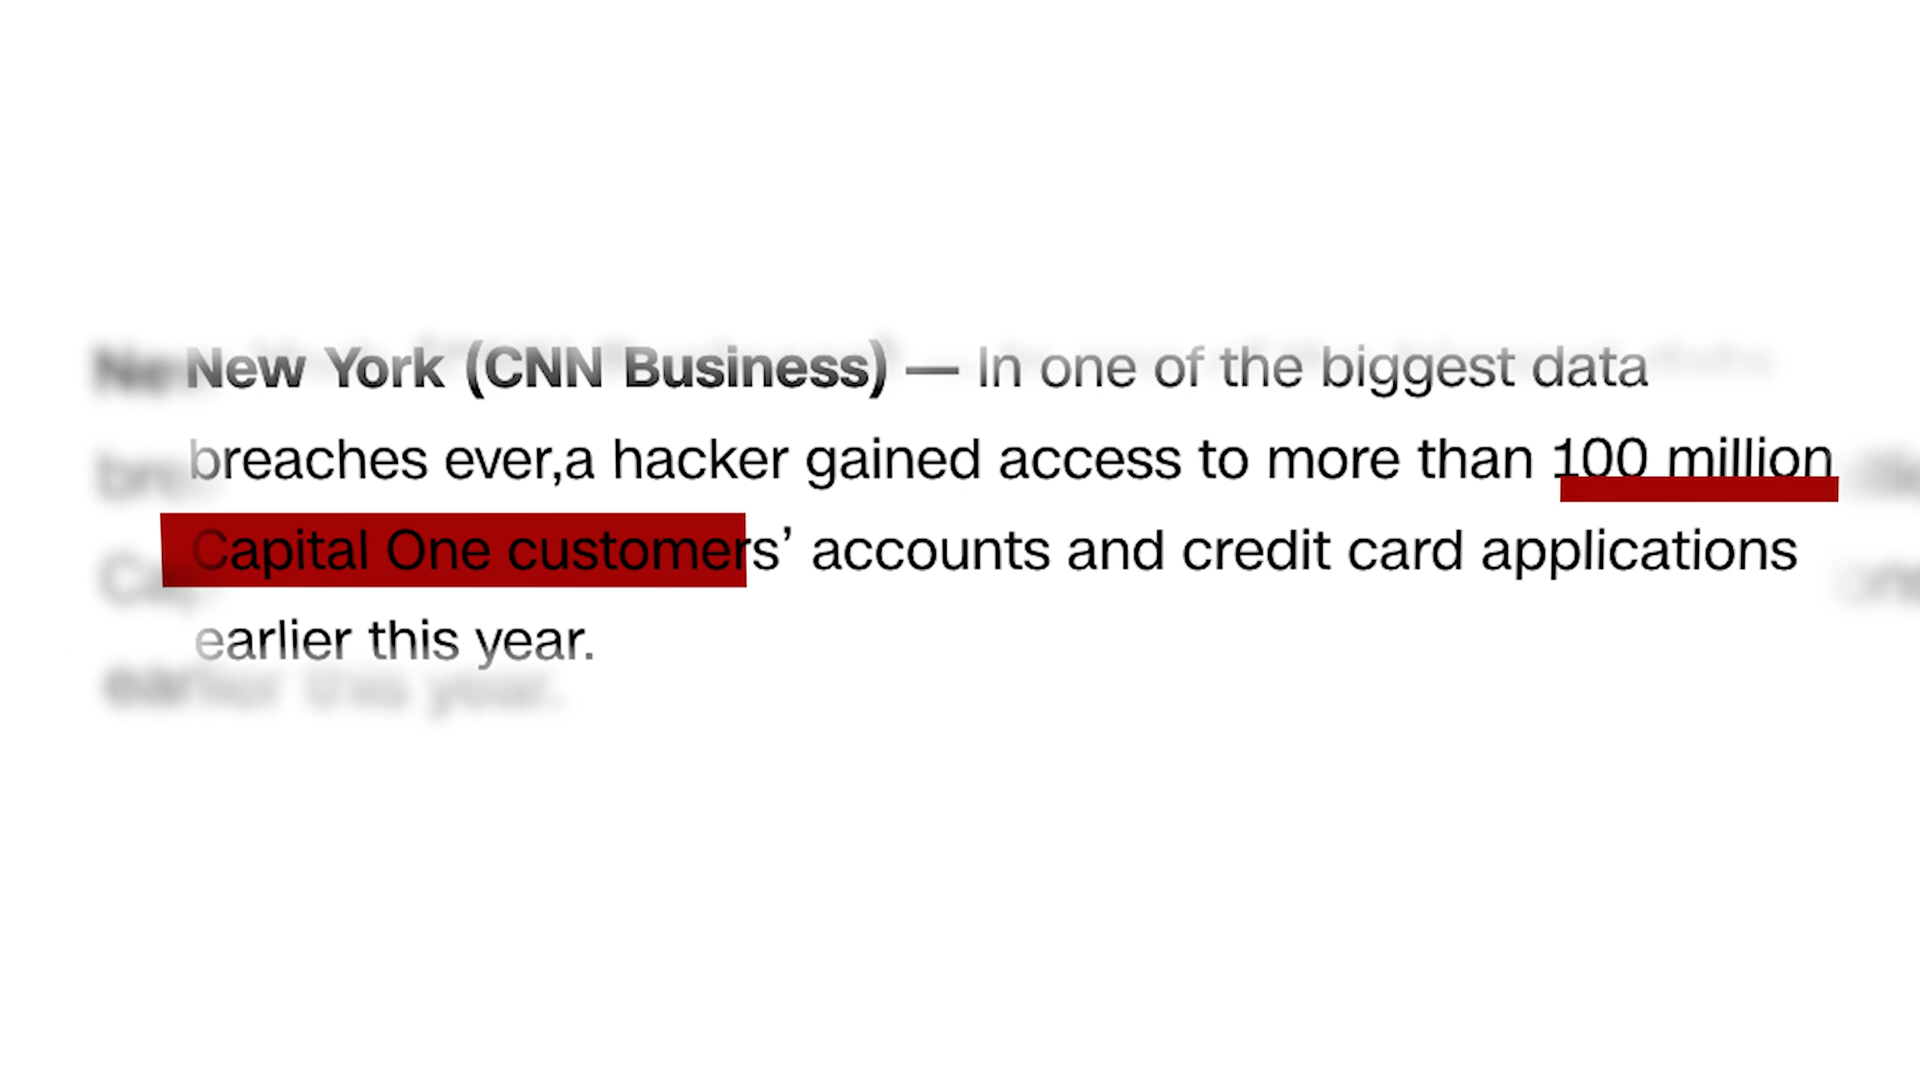 New York (CNN Business) — In one of the biggest data
breaches ever,a hacker gained access to more than 100 million
Capital One customers’ accounts and credit card applications
earlier this year.